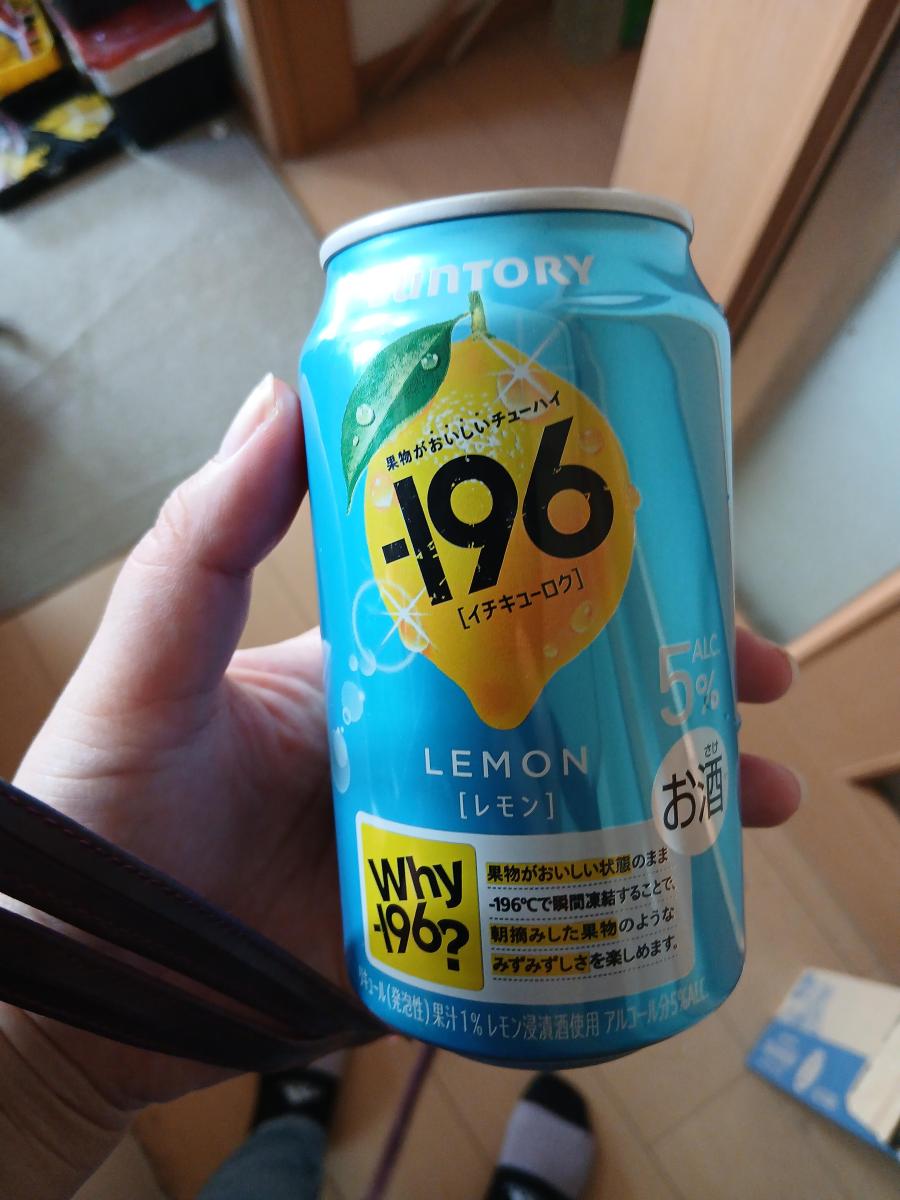 SUNTORY
果物がおいしいチューハイ
-196
[イチキューロク]
ALC.
5%
さけ
お酒
LEMON
[レモン]
Why
-196?
果物がおいしい状態のまま
-196℃で瞬間凍結することで、
朝摘みした果物のような
みずみずしさを楽しめます。
リキュール(発泡性) 果汁1% レモン浸漬酒使用 アルコール分5%ALC.